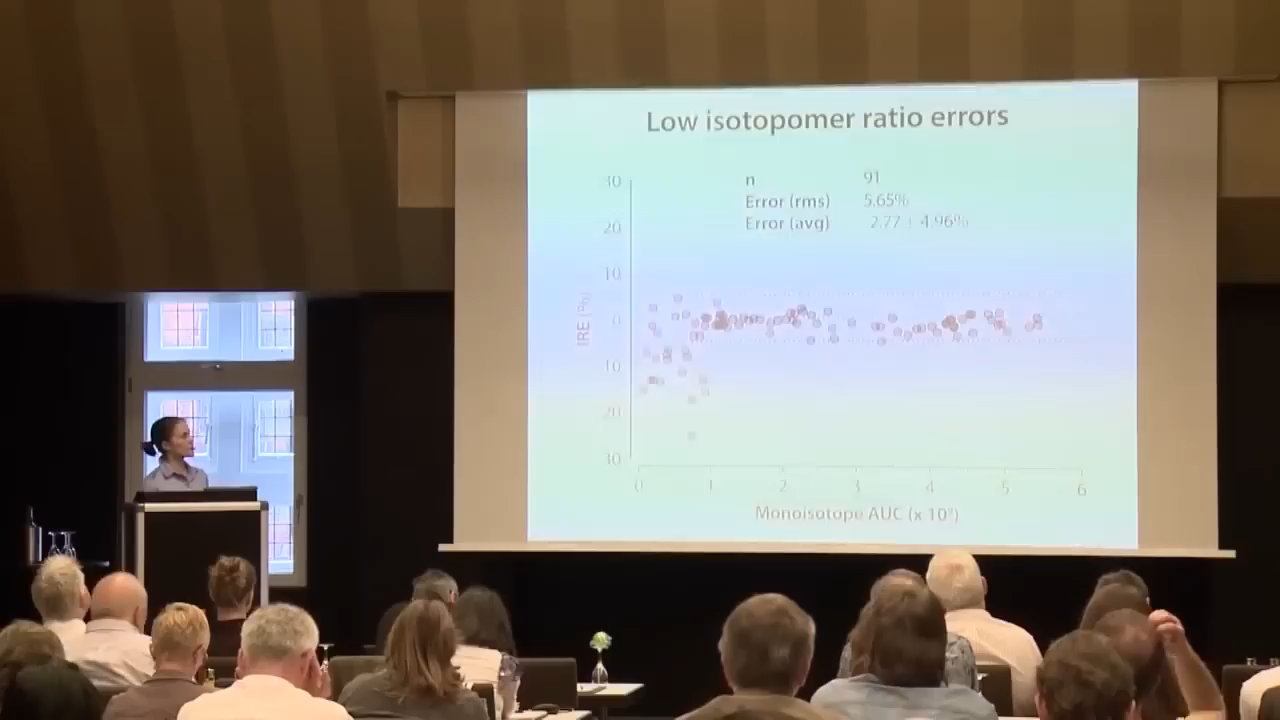 Low isotopomer ratio errors
n 91
Error (rms) 5.65%
Error (avg) 2.77 ± 4.96%
30
20
10
0
10
20
30
IRE (%)
0 1 2 3 4 5 6
Monoisotope AUC (x 10⁹)